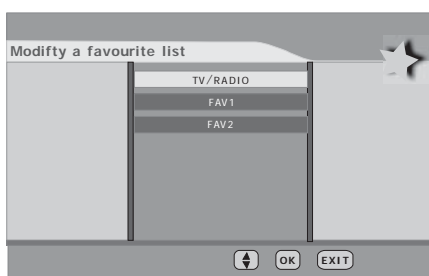 Modifty a favourite list
TV/RADIO
FAV1
FAV2
OK EXIT